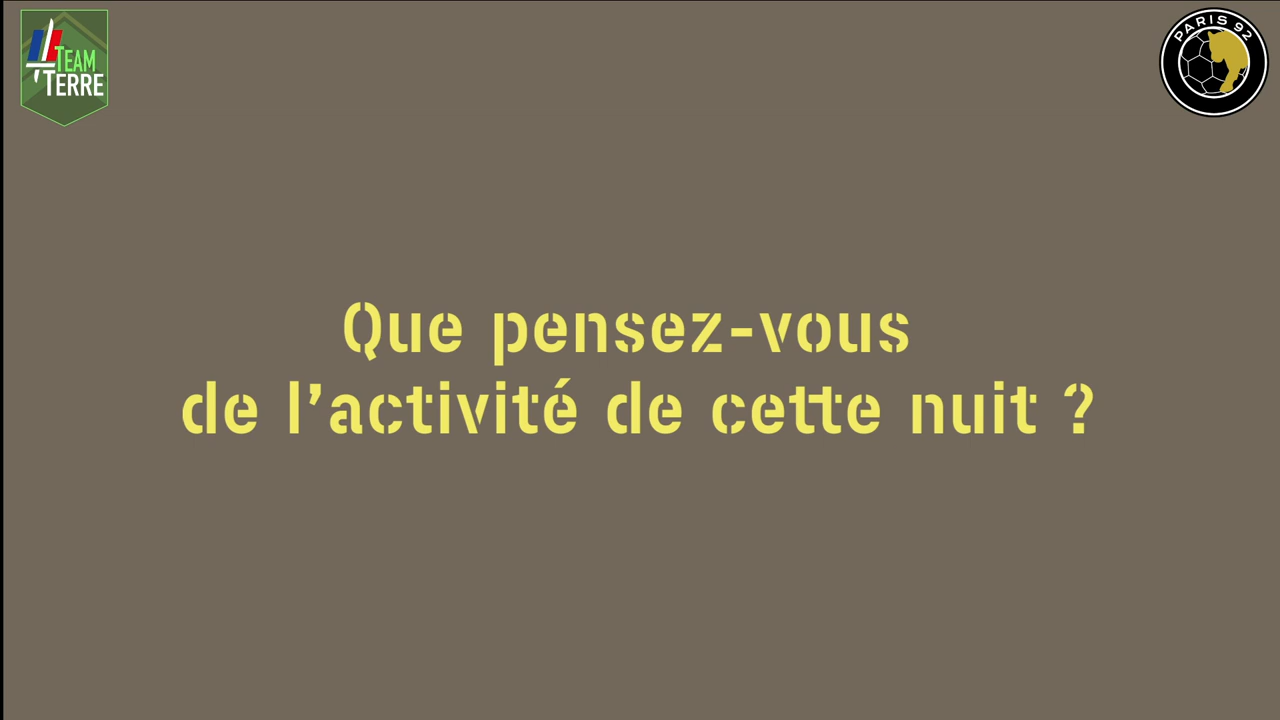 TEAM
TERRE
PARIS 92
Que pensez-vous
de l’activité de cette nuit ?